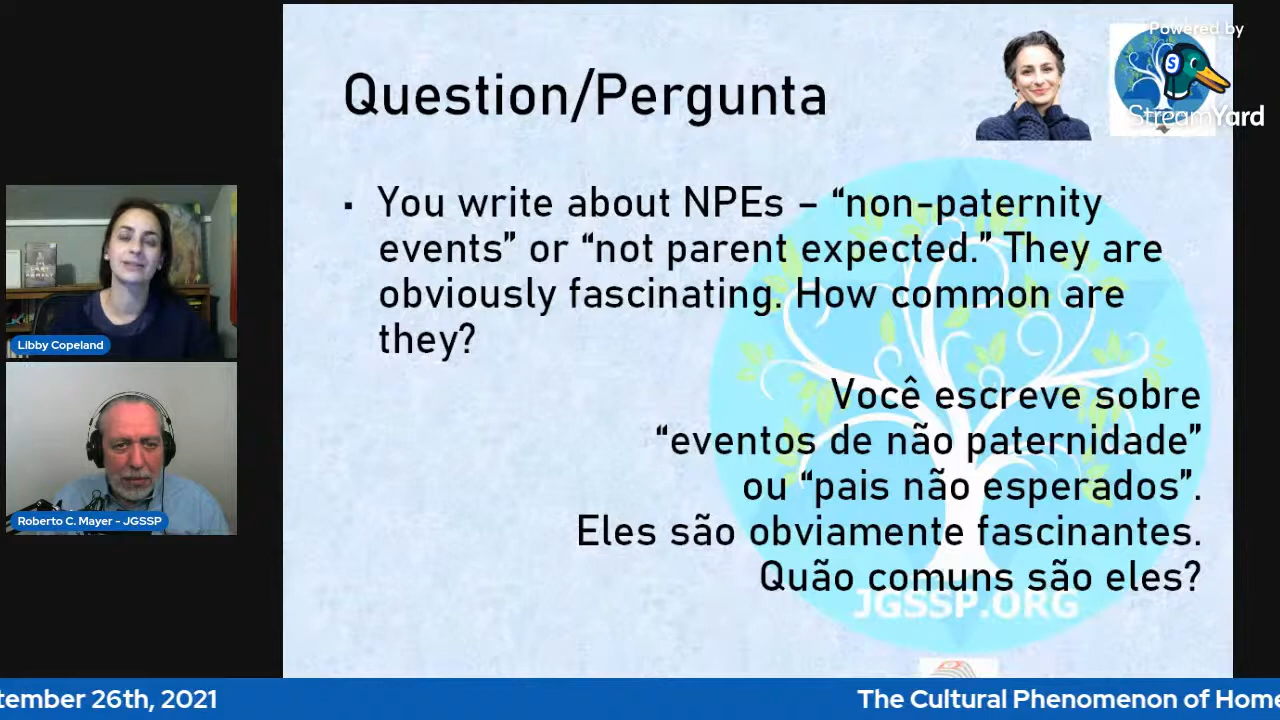 Powered by
StreamYard
Question/Pergunta
▪ You write about NPEs – “non-paternity
events” or “not parent expected.” They are
obviously fascinating. How common are
they?
Você escreve sobre
“eventos de não paternidade”
ou “pais não esperados”.
Eles são obviamente fascinantes.
Quão comuns são eles?
JGSSP.ORG
Libby Copeland
Roberto C. Mayer - JGSSP
tember 26th, 2021
The Cultural Phenomenon of Home